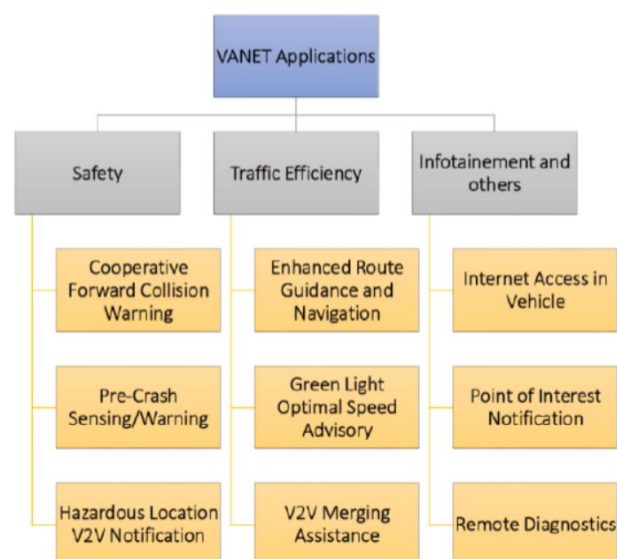 VANET Applications
Safety
Traffic Efficiency
Infotainement and
others
Cooperative
Forward Collision
Warning
Enhanced Route
Guidance and
Navigation
Internet Access in
Vehicle
Pre-Crash
Sensing/Warning
Green Light
Optimal Speed
Advisory
Point of Interest
Notification
Hazardous Location
V2V Notification
V2V Merging
Assistance
Remote Diagnostics